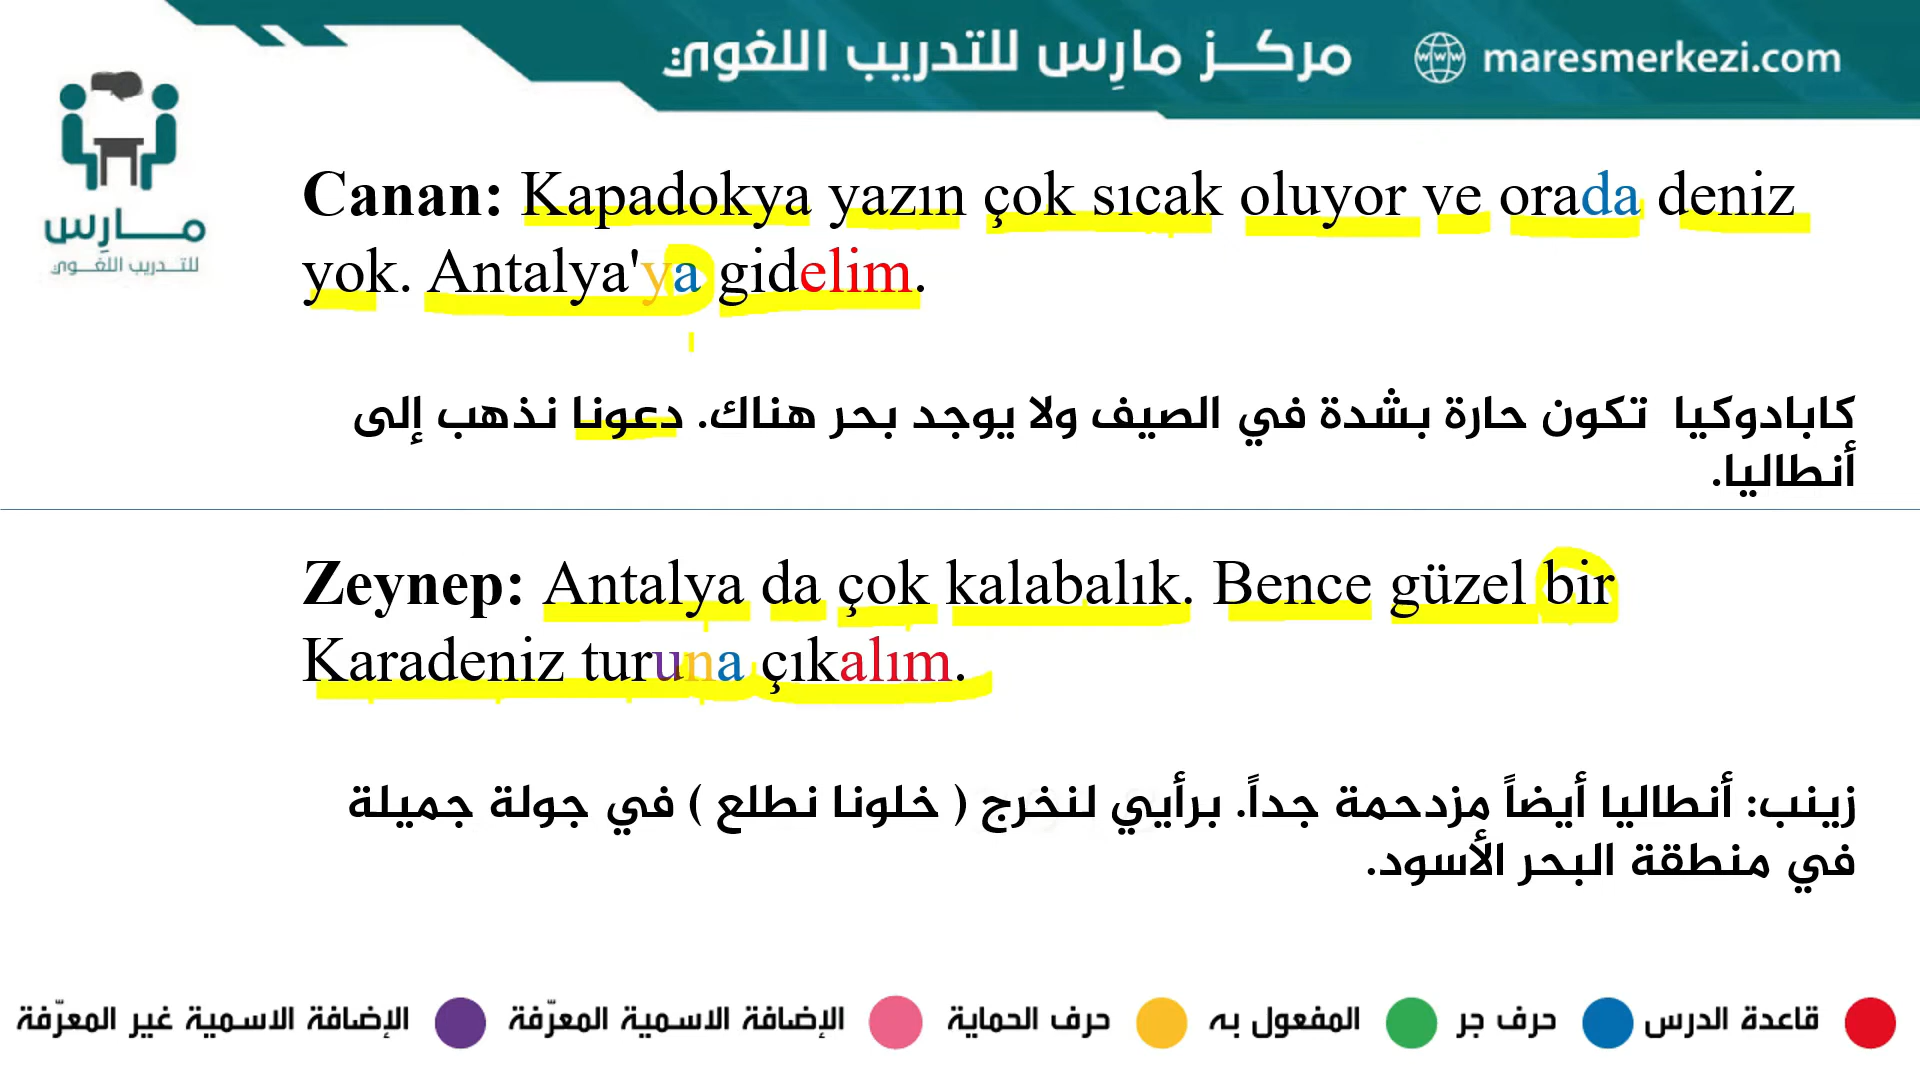 مركـــز مارِس للتدريب اللغوي
maresmerkezi.com
مـــارِس
للتـــدريب اللغـــوي
Canan: Kapadokya yazın çok sıcak oluyor ve orada deniz
yok. Antalya'ya gidelim.
كابادوكيا تكون حارة بشدة في الصيف ولا يوجد بحر هناك. دعونا نذهب إلى
أنطاليا.
Zeynep: Antalya da çok kalabalık. Bence güzel bir
Karadeniz turuna çıkalım.
زينب: أنطاليا أيضاً مزدحمة جداً. برأيي لنخرج ( خلونا نطلع ) في جولة جميلة
في منطقة البحر الأسود.
قاعدة الدرس
حرف جر
المفعول به
حرف الحماية
الإضافة الاسمية المعرّفة
الإضافة الاسمية غير المعرّفة